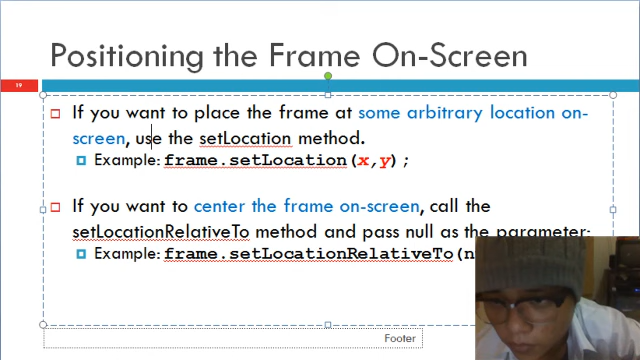 Positioning the Frame On-Screen
19
If you want to place the frame at some arbitrary location on-
screen, use the setLocation method.
Example: frame.setLocation(x,y);
If you want to center the frame on-screen, call the
setLocationRelativeTo method and pass null as the parameter:
Example: frame.setLocationRelativeTo(n
Footer